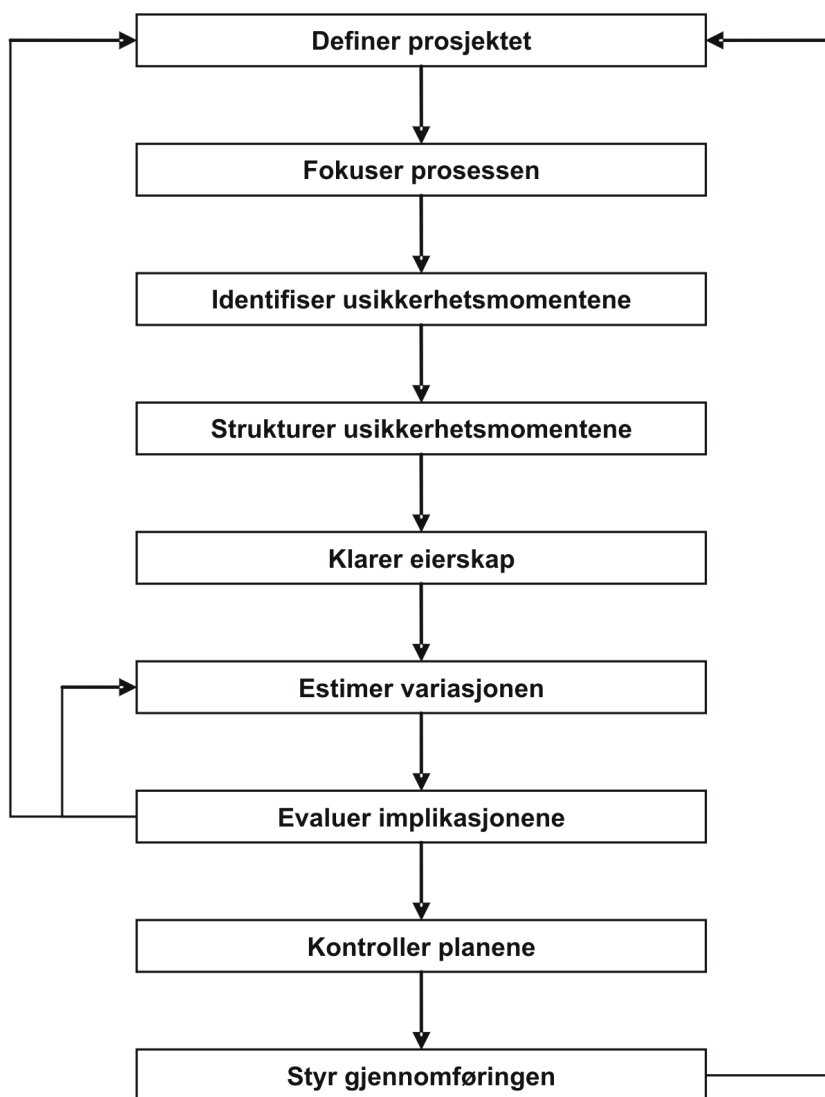 Definer prosjektet
Fokuser prosessen
Identifiser usikkerhetsmomentene
Strukturer usikkerhetsmomentene
Klarer eierskap
Estimer variasjonen
Evaluer implikasjonene
Kontroller planene
Styr gjennomføringen